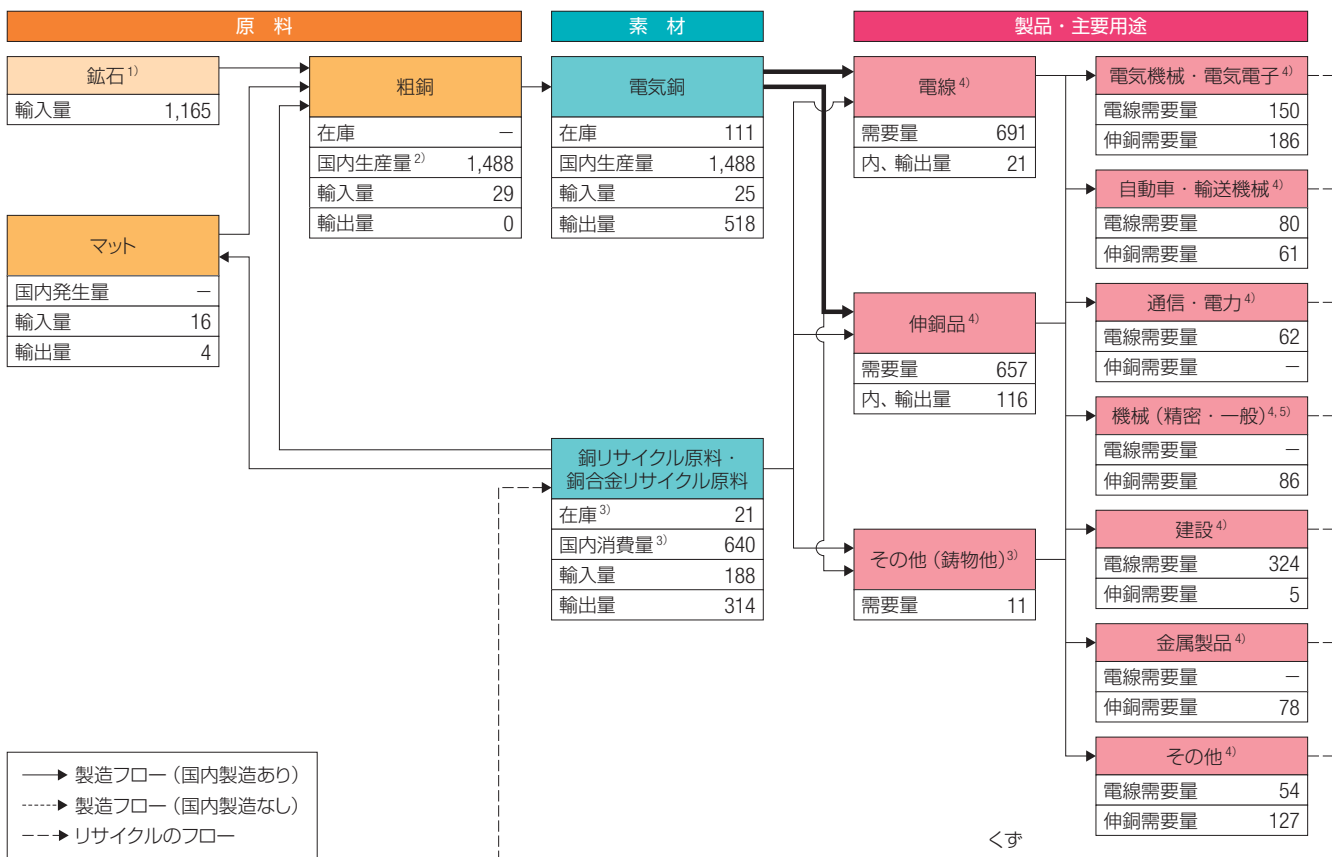 原 料
素 材
製品・主要用途
鉱石1)
輸入量 1,165
マット
国内発生量 －
輸入量 16
輸出量 4
粗銅
在庫 －
国内生産量2) 1,488
輸入量 29
輸出量 0
電気銅
在庫 111
国内生産量 1,488
輸入量 25
輸出量 518
銅リサイクル原料・
銅合金リサイクル原料
在庫3) 21
国内消費量3) 640
輸入量 188
輸出量 314
電線4)
需要量 691
内、輸出量 21
伸銅品4)
需要量 657
内、輸出量 116
その他（鋳物他）3)
需要量 11
電気機械・電気電子4)
電線需要量 150
伸銅需要量 186
自動車・輸送機械4)
電線需要量 80
伸銅需要量 61
通信・電力4)
電線需要量 62
伸銅需要量 －
機械（精密・一般）4, 5)
電線需要量 －
伸銅需要量 86
建設4)
電線需要量 324
伸銅需要量 5
金属製品4)
電線需要量 －
伸銅需要量 78
その他4)
電線需要量 54
伸銅需要量 127
製造フロー（国内製造あり）
製造フロー（国内製造なし）
リサイクルのフロー
くず